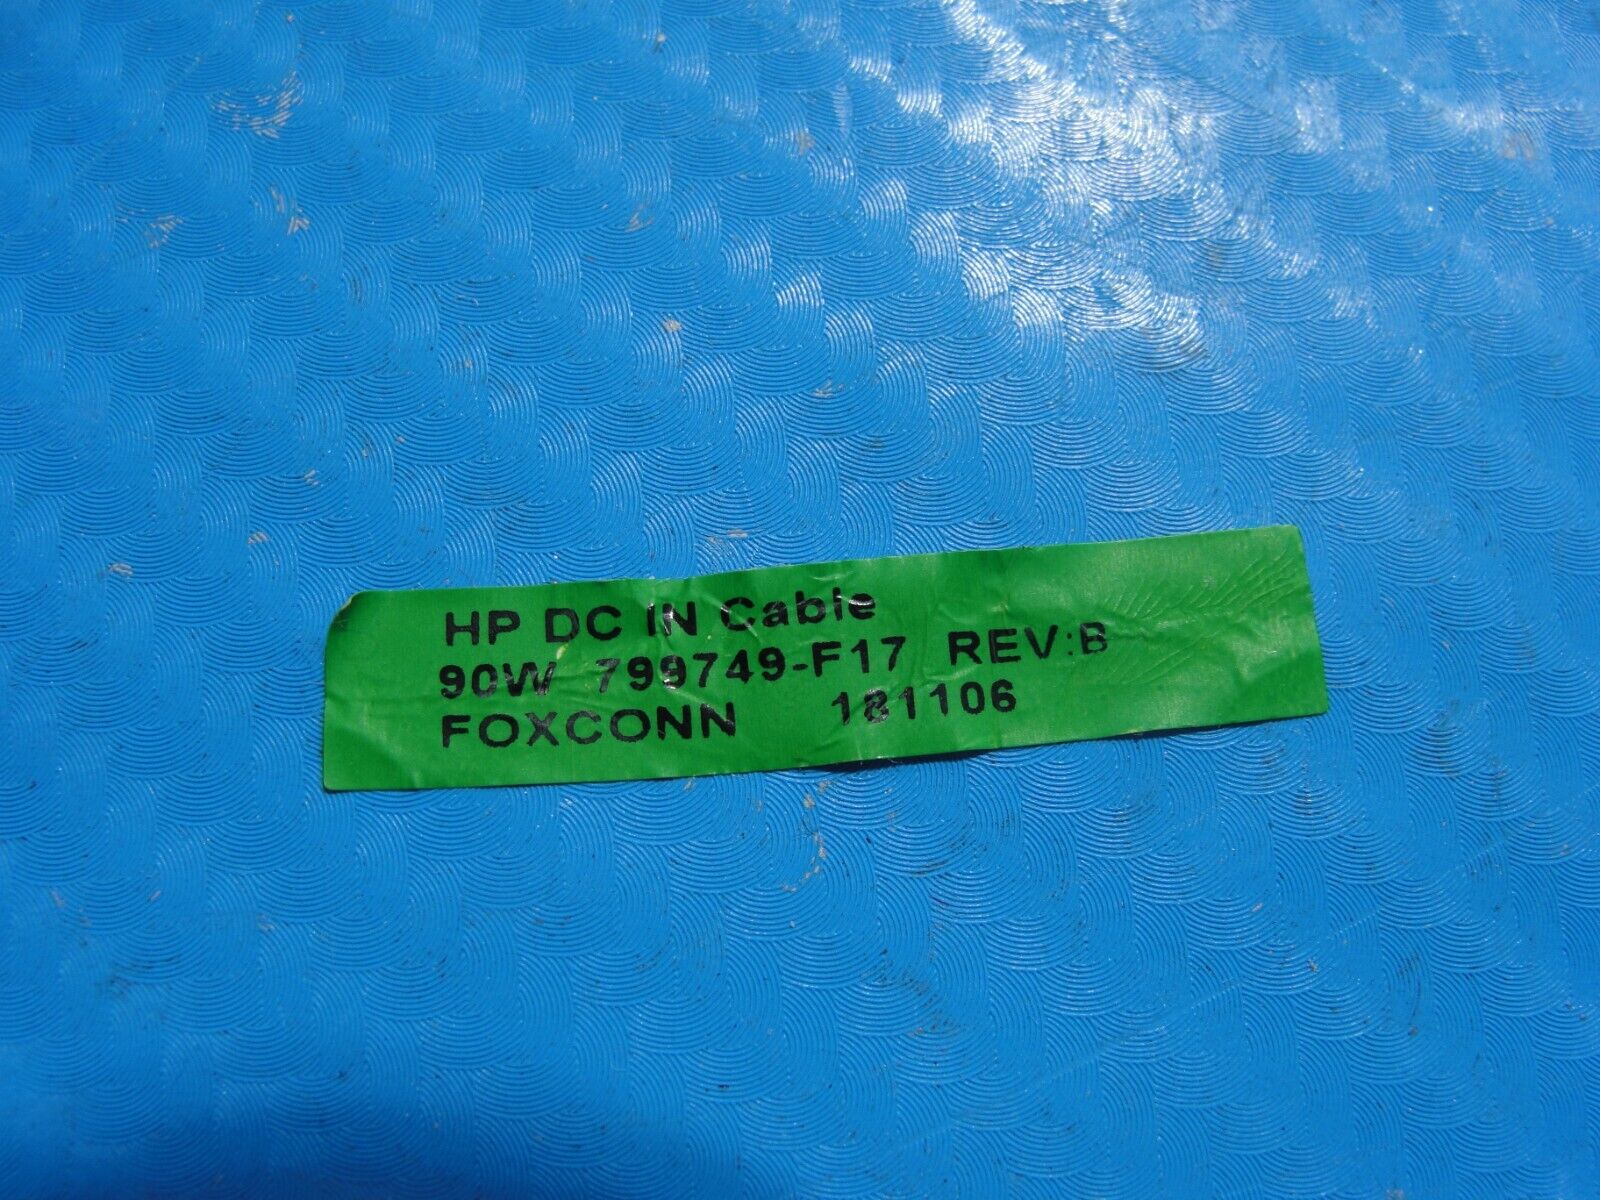 HP DC IN Cable
90W 799749-F17 REV:B
FOXCONN 181106